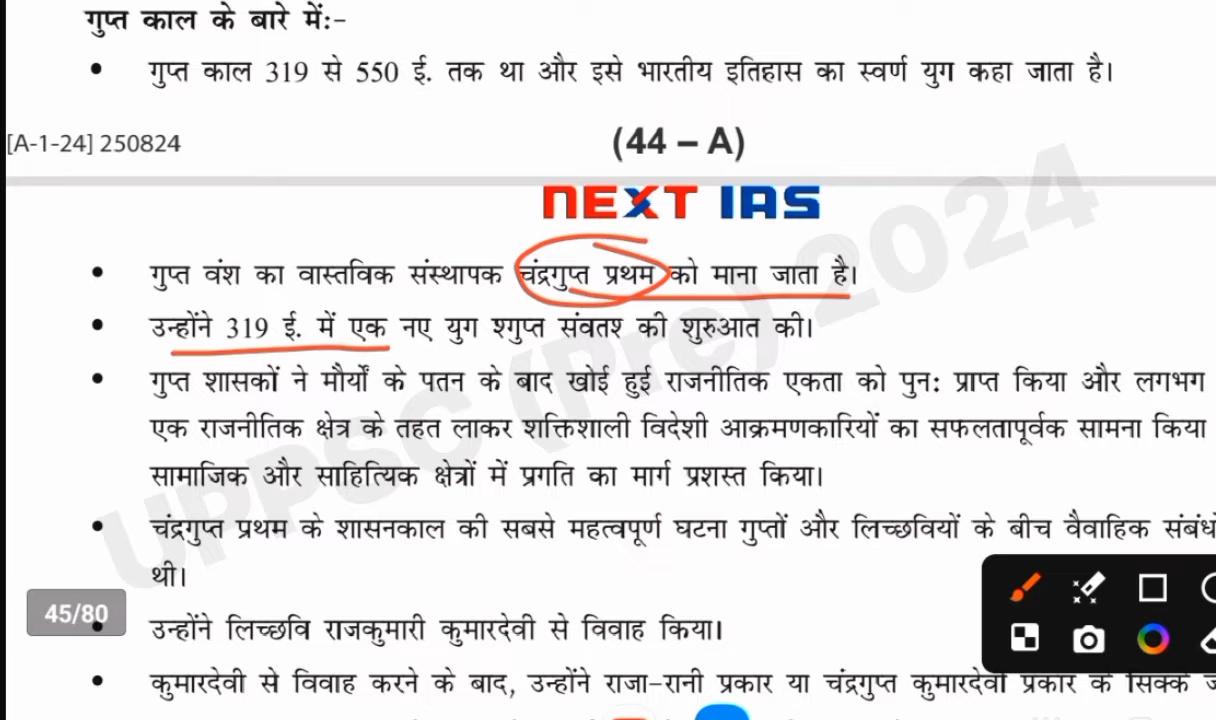 गुप्त काल के बारे में:-
• गुप्त काल 319 से 550 ई. तक था और इसे भारतीय इतिहास का स्वर्ण युग कहा जाता है।
[A-1-24] 250824
(44 – A)
NEXT IAS
• गुप्त वंश का वास्तविक संस्थापक चंद्रगुप्त प्रथम को माना जाता है।
• उन्होंने 319 ई. में एक नए युग श्गुप्त संवतश् की शुरुआत की।
• गुप्त शासकों ने मौर्यों के पतन के बाद खोई हुई राजनीतिक एकता को पुन: प्राप्त किया और लगभग
एक राजनीतिक क्षेत्र के तहत लाकर शक्तिशाली विदेशी आक्रमणकारियों का सफलतापूर्वक सामना किया
सामाजिक और साहित्यिक क्षेत्रों में प्रगति का मार्ग प्रशस्त किया।
• चंद्रगुप्त प्रथम के शासनकाल की सबसे महत्वपूर्ण घटना गुप्तों और लिच्छवियों के बीच वैवाहिक
थी।
45/80
• उन्होंने लिच्छवि राजकुमारी कुमारदेवी से विवाह किया।
• कुमारदेवी से विवाह करने के बाद, उन्होंने राजा-रानी प्रकार या चंद्रगुप्त कुमारदेवी प्रकार के सिक्के
UPPSC (Pre) 2024